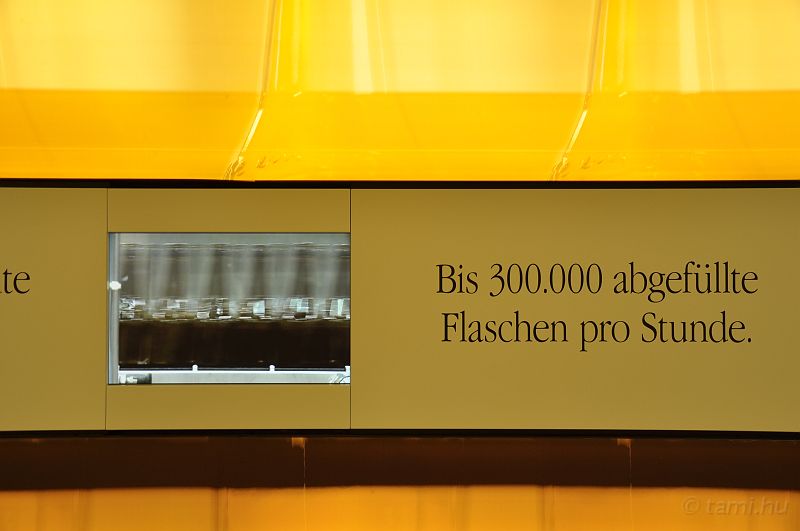 Bis 300.000 abgefüllte
Flaschen pro Stunde.
© tami.hu